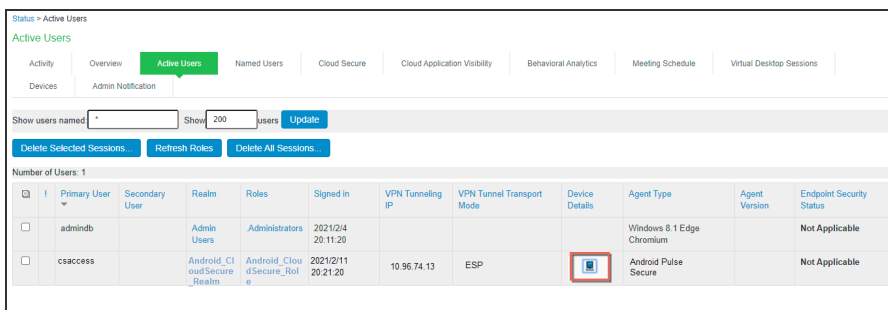 Status > Active Users
Active Users
Activity Overview Active Users Named Users Cloud Secure Cloud Application Visibility Behavioral Analytics Meeting Schedule Virtual Desktop Sessions
Devices Admin Notification
Show users named: * Show 200 users Update
Delete Selected Sessions... Refresh Roles Delete All Sessions...
Number of Users: 1
! Primary User Secondary User Realm Roles Signed in VPN Tunneling IP VPN Tunnel Transport Mode Device Details Agent Type Agent Version Endpoint Security Status
admindb Admin Users .Administrators 2021/2/4 20:11:20 Windows 8.1 Edge Chromium Not Applicable
csaccess Android_CloudSecure_Realm Android_CloudSecure_Role 2021/2/11 20:21:20 10.96.74.13 ESP Android Pulse Secure Not Applicable